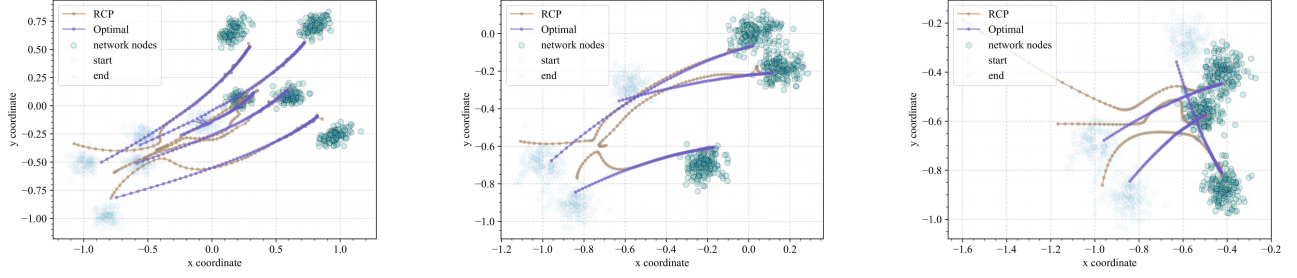 RCP
Optimal
network nodes
start
end
0.75
0.50
0.25
0.00
−0.25
−0.50
−0.75
−1.00
y coordinate
−1.0 −0.5 0.0 0.5 1.0
x coordinate
RCP
Optimal
network nodes
start
end
0.0
−0.2
−0.4
−0.6
−0.8
−1.0
y coordinate
−1.2 −1.0 −0.8 −0.6 −0.4 −0.2 0.0 0.2
x coordinate
RCP
Optimal
network nodes
start
end
−0.2
−0.4
−0.6
−0.8
−1.0
y coordinate
−1.6 −1.4 −1.2 −1.0 −0.8 −0.6 −0.4 −0.2
x coordinate